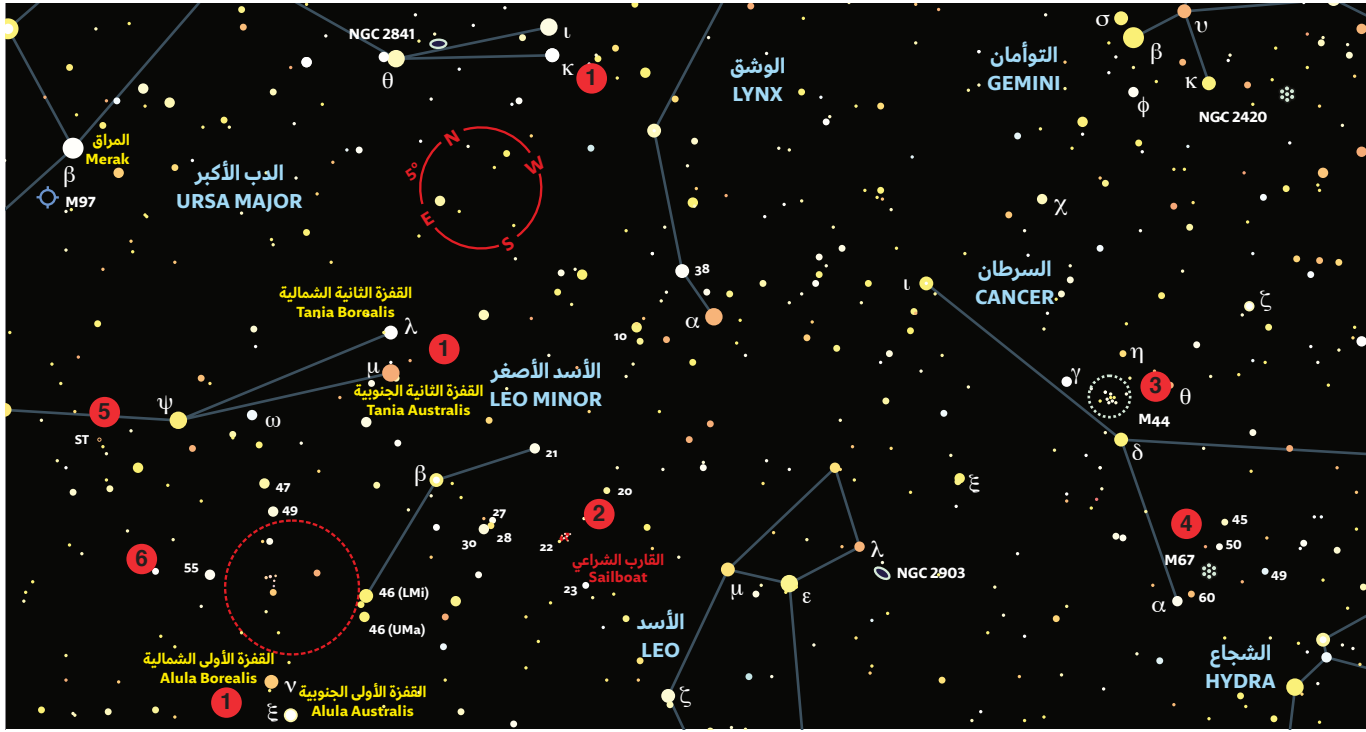 NGC 2841
θ
ι
κ
1
الوشق
LYNX
التوأمان
GEMINI
σ
β
υ
κ
ϕ
NGC 2420
المراق
Merak
β
M97
الدب الأكبر
URSA MAJOR
5°
N
W
E
S
χ
38
α
10
السرطان
CANCER
ι
ζ
القفزة الثانية الشمالية
Tania Borealis
λ
1
μ
القفزة الثانية الجنوبية
Tania Australis
الأسد الأصغر
LEO MINOR
η
γ
3
θ
M44
δ
5
ST
ψ
ω
β
21
47
49
20
2
27
30
28
22
القارب الشراعي
Sailboat
23
ξ
4
45
50
M67
49
60
α
6
55
46 (LMi)
46 (UMa)
λ
NGC 2903
μ
ε
الأسد
LEO
ζ
الشجاع
HYDRA
القفزة الأولى الشمالية
Alula Borealis
ν
1
ξ
القفزة الأولى الجنوبية
Alula Australis